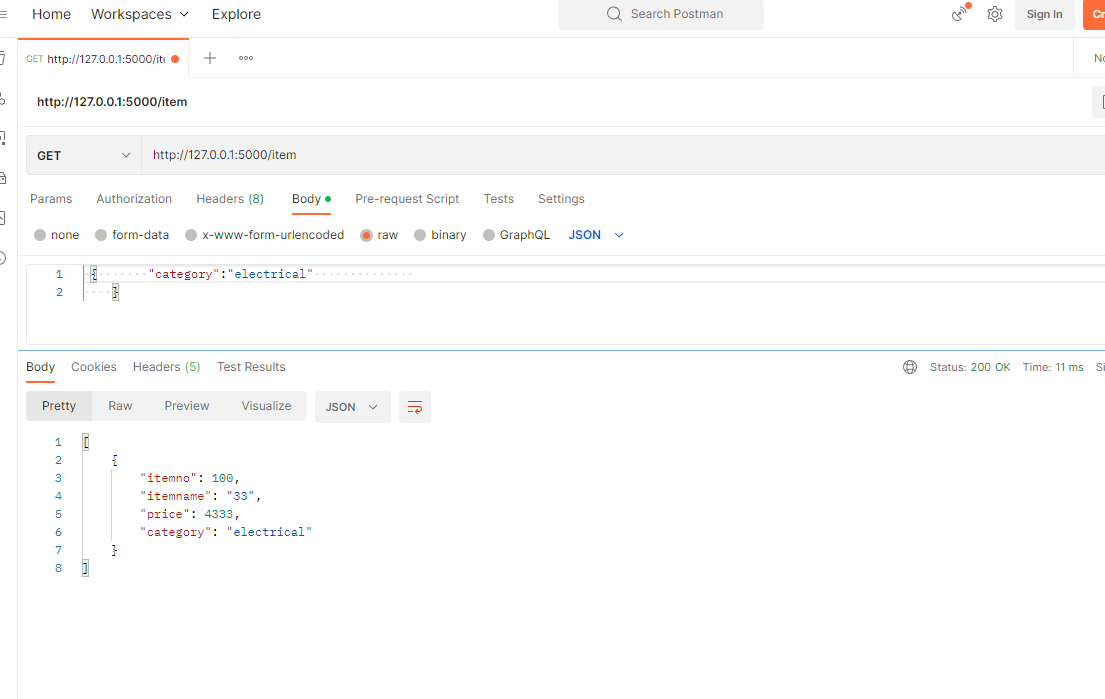 Home Workspaces Explore Search Postman Sign In Cr
GET http://127.0.0.1:5000/ite No
http://127.0.0.1:5000/item
GET http://127.0.0.1:5000/item
Params Authorization Headers (8) Body Pre-request Script Tests Settings
none form-data x-www-form-urlencoded raw binary GraphQL JSON
1 { "category":"electrical"
2 }
Body Cookies Headers (5) Test Results Status: 200 OK Time: 11 ms Si
Pretty Raw Preview Visualize JSON
1 [
2 {
3 "itemno": 100,
4 "itemname": "33",
5 "price": 4333,
6 "category": "electrical"
7 }
8 ]